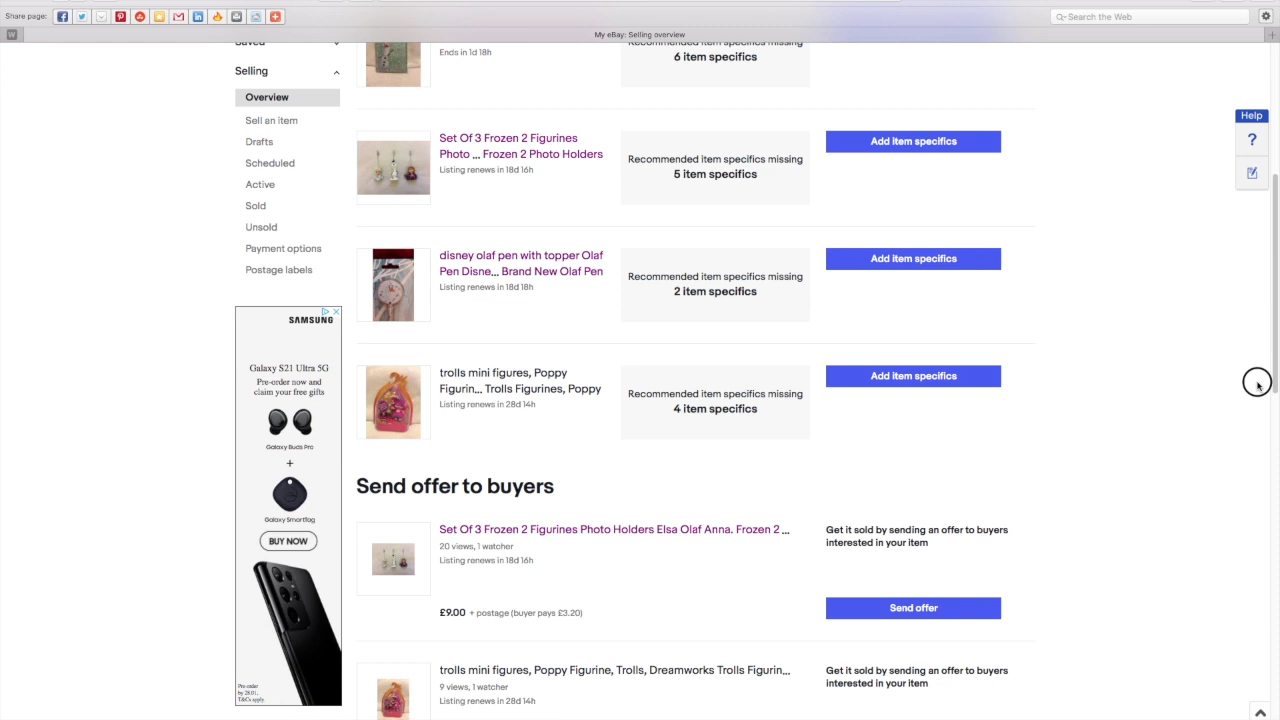 Share page:
Search the Web
My eBay: Selling overview
Saved
Selling
Overview
Sell an item
Drafts
Scheduled
Active
Sold
Unsold
Payment options
Postage labels
Ends in 1d 18h
Recommended item specifics missing
6 item specifics
Set Of 3 Frozen 2 Figurines
Photo ... Frozen 2 Photo Holders
Listing renews in 18d 16h
Recommended item specifics missing
5 item specifics
Add item specifics
disney olaf pen with topper Olaf
Pen Disne... Brand New Olaf Pen
Listing renews in 18d 18h
Recommended item specifics missing
2 item specifics
Add item specifics
trolls mini figures, Poppy
Figurin... Trolls Figurines, Poppy
Listing renews in 28d 14h
Recommended item specifics missing
4 item specifics
Add item specifics
Help
?
SAMSUNG
Galaxy S21 Ultra 5G
Pre-order now and
claim your free gifts
Galaxy Buds Pro
+
Galaxy SmartTag
BUY NOW
Pre-order
by 28.01,
T&Cs apply.
Send offer to buyers
Set Of 3 Frozen 2 Figurines Photo Holders Elsa Olaf Anna. Frozen 2 ...
20 views, 1 watcher
Listing renews in 18d 16h
£9.00 + postage (buyer pays £3.20)
Get it sold by sending an offer to buyers
interested in your item
Send offer
trolls mini figures, Poppy Figurine, Trolls, Dreamworks Trolls Figurin...
9 views, 1 watcher
Listing renews in 28d 14h
Get it sold by sending an offer to buyers
interested in your item